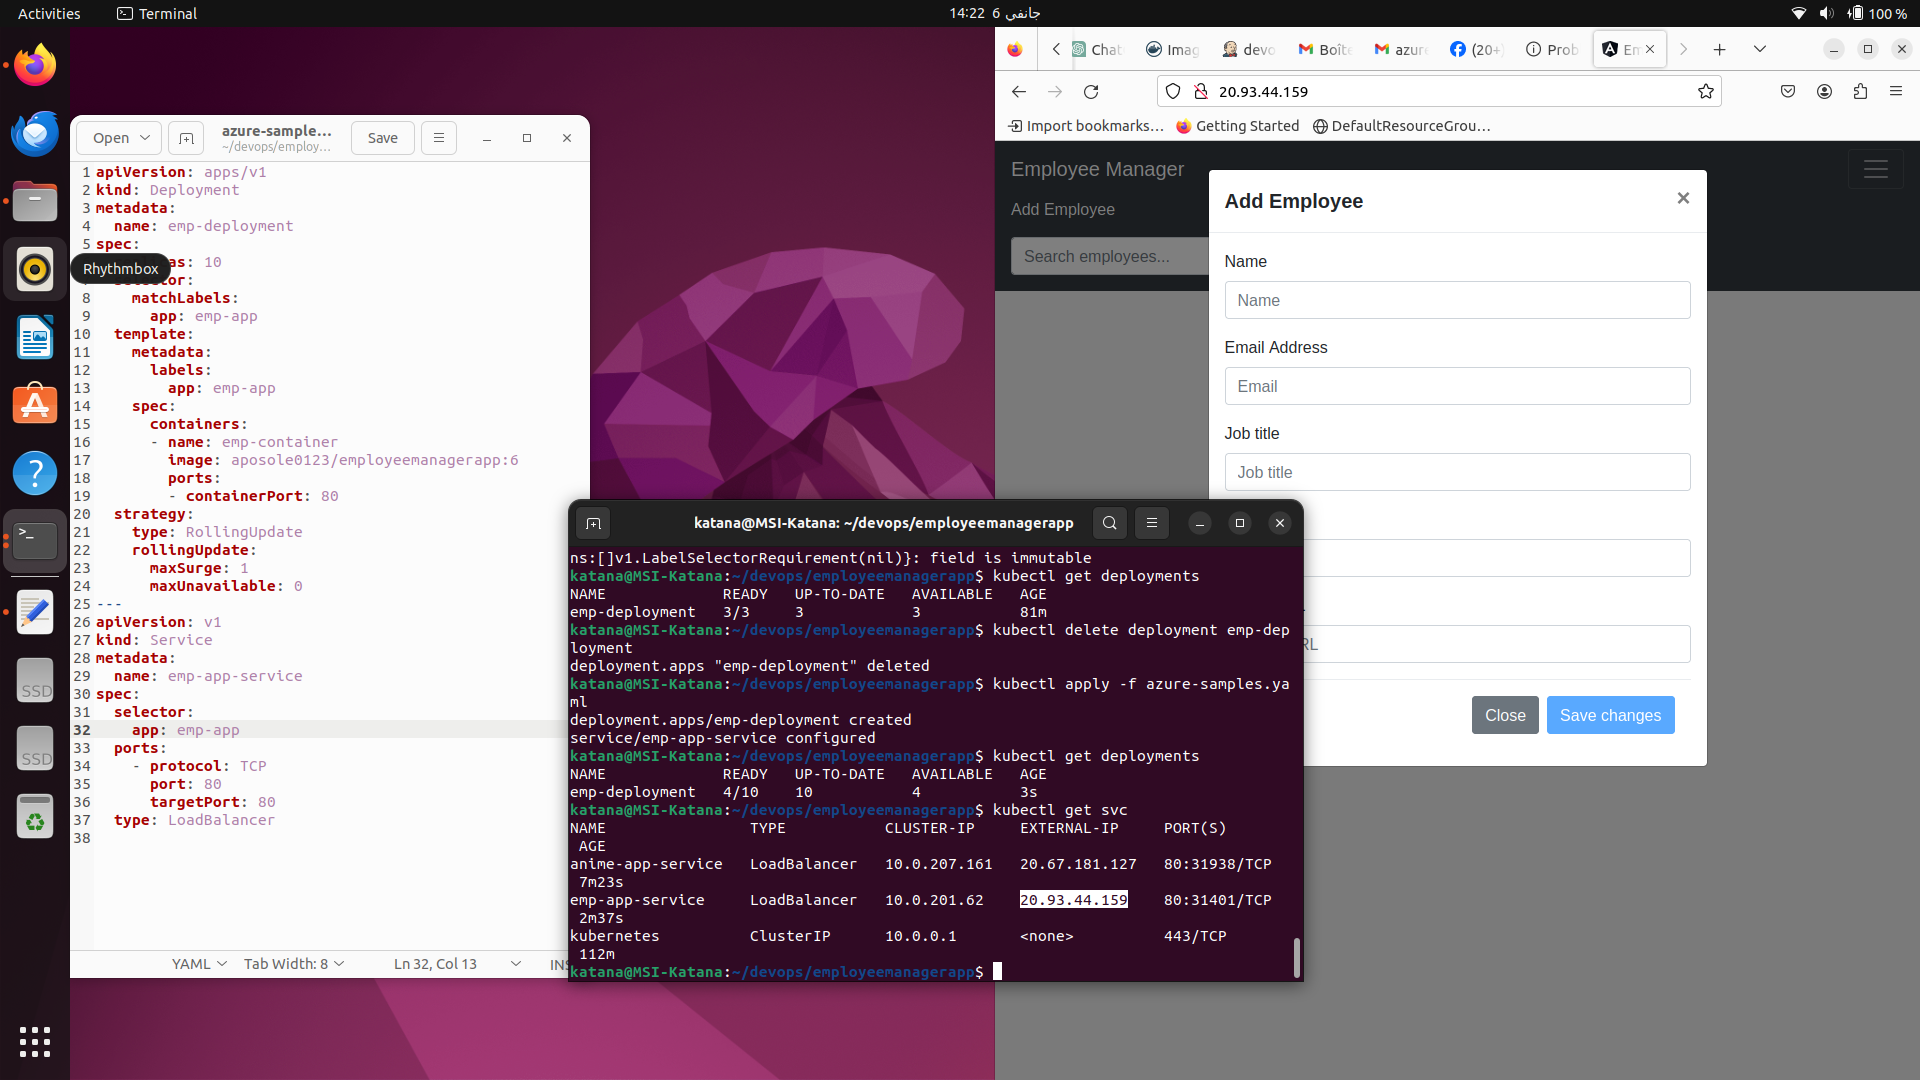 Activities
Terminal
14:22 6 جانفي
100 %
Open
azure-sample...
~/devops/employ...
Save
1 apiVersion: apps/v1
2 kind: Deployment
3 metadata:
4 name: emp-deployment
5 spec:
as: 10
Rhythmbox
8 matchLabels:
9 app: emp-app
10 template:
11 metadata:
12 labels:
13 app: emp-app
14 spec:
15 containers:
16 - name: emp-container
17 image: aposole0123/employeemanagerapp:6
18 ports:
19 - containerPort: 80
20 strategy:
21 type: RollingUpdate
22 rollingUpdate:
23 maxSurge: 1
24 maxUnavailable: 0
25 ---
26 apiVersion: v1
27 kind: Service
28 metadata:
29 name: emp-app-service
30 spec:
31 selector:
32 app: emp-app
33 ports:
34 - protocol: TCP
35 port: 80
36 targetPort: 80
37 type: LoadBalancer
38
YAML
Tab Width: 8
Ln 32, Col 13
SSD
SSD
Chat
Imag
devo
Boîte
azure
(20+)
Prob
Em
20.93.44.159
Import bookmarks...
Getting Started
DefaultResourceGrou...
Employee Manager
Add Employee
Search employees...
Add Employee
Name
Name
Email Address
Email
Job title
Job title
RL
Close
Save changes
katana@MSI-Katana: ~/devops/employeemanagerapp
ns:[]v1.LabelSelectorRequirement(nil)}: field is immutable
katana@MSI-Katana:~/devops/employeemanagerapp$ kubectl get deployments
NAME READY UP-TO-DATE AVAILABLE AGE
emp-deployment 3/3 3 3 81m
katana@MSI-Katana:~/devops/employeemanagerapp$ kubectl delete deployment emp-dep
loyment
deployment.apps "emp-deployment" deleted
katana@MSI-Katana:~/devops/employeemanagerapp$ kubectl apply -f azure-samples.ya
ml
deployment.apps/emp-deployment created
service/emp-app-service configured
katana@MSI-Katana:~/devops/employeemanagerapp$ kubectl get deployments
NAME READY UP-TO-DATE AVAILABLE AGE
emp-deployment 4/10 10 4 3s
katana@MSI-Katana:~/devops/employeemanagerapp$ kubectl get svc
NAME TYPE CLUSTER-IP EXTERNAL-IP PORT(S)
AGE
anime-app-service LoadBalancer 10.0.207.161 20.67.181.127 80:31938/TCP
7m23s
emp-app-service LoadBalancer 10.0.201.62 20.93.44.159 80:31401/TCP
2m37s
kubernetes ClusterIP 10.0.0.1 <none> 443/TCP
112m
katana@MSI-Katana:~/devops/employeemanagerapp$